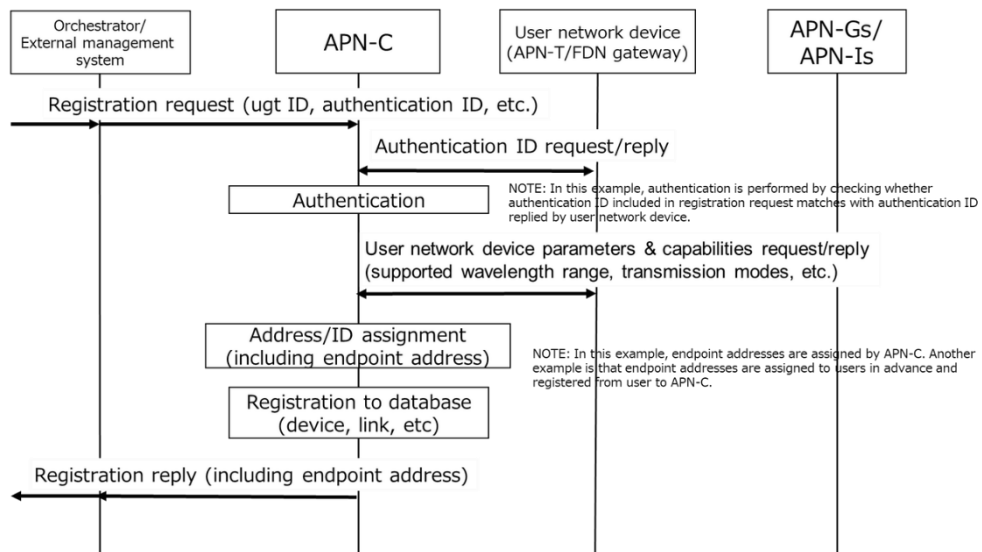 Orchestrator/
External management
system
APN-C
User network device
(APN-T/FDN gateway)
APN-Gs/
APN-Is
Registration request (ugt ID, authentication ID, etc.)
Authentication ID request/reply
Authentication
NOTE: In this example, authentication is performed by checking whether
authentication ID included in registration request matches with authentication ID
replied by user network device.
User network device parameters & capabilities request/reply
(supported wavelength range, transmission modes, etc.)
Address/ID assignment
(including endpoint address)
NOTE: In this example, endpoint addresses are assigned by APN-C. Another
example is that endpoint addresses are assigned to users in advance and
registered from user to APN-C.
Registration to database
(device, link, etc)
Registration reply (including endpoint address)